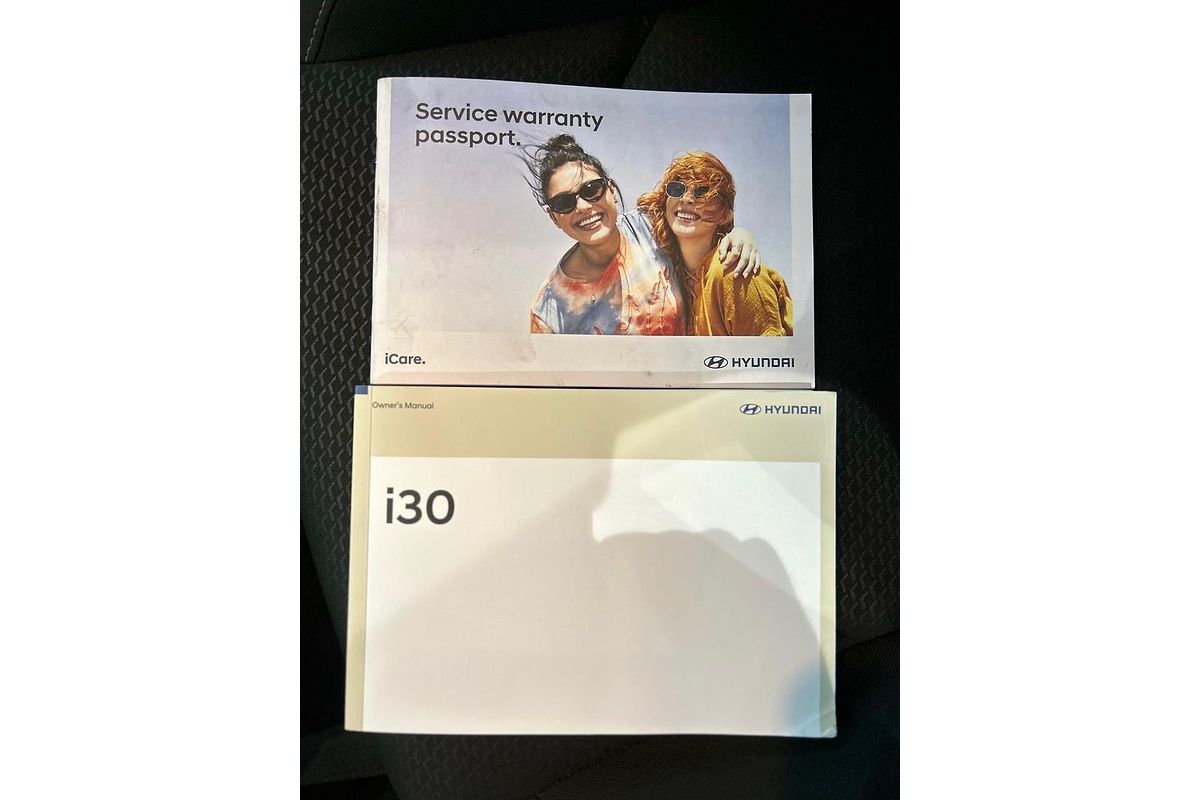 Service warranty
passport.
iCare.
HYUNDAI
Owner's Manual
HYUNDAI
i30